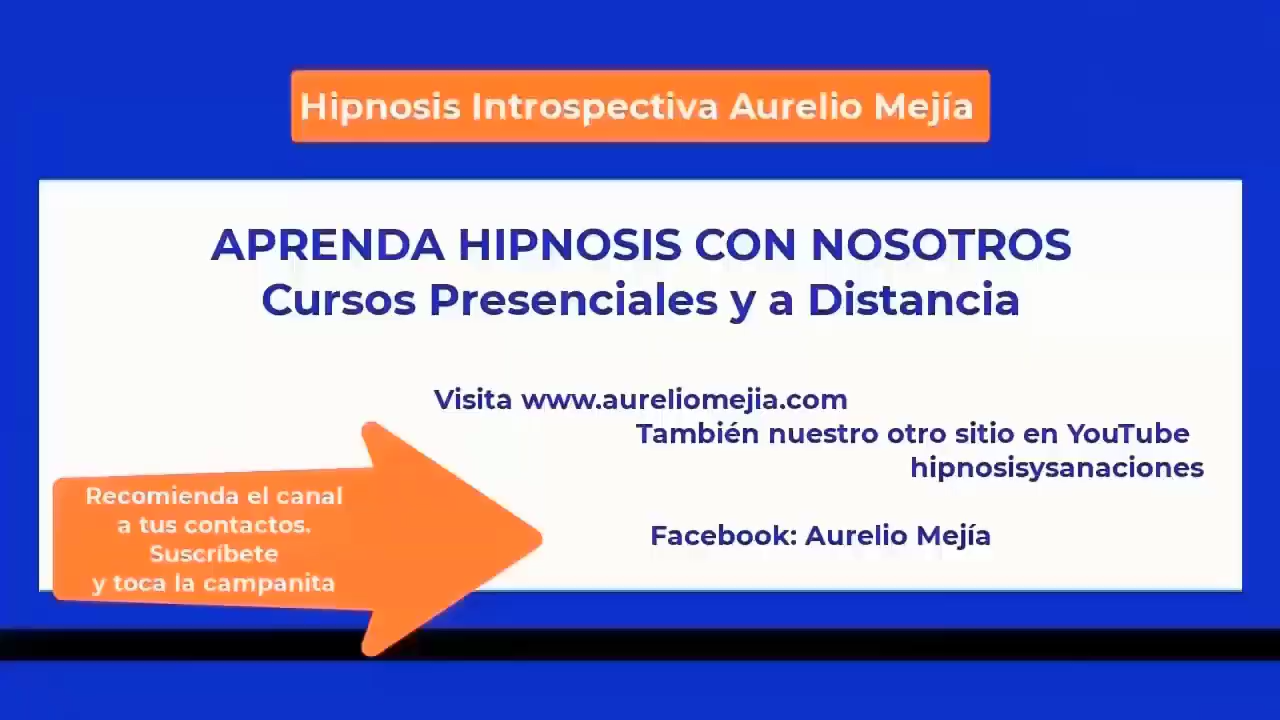 Hipnosis Introspectiva Aurelio Mejía
APRENDA HIPNOSIS CON NOSOTROS
Cursos Presenciales y a Distancia
Visita www.aureliomejia.com
También nuestro otro sitio en YouTube
hipnosisysanaciones
Facebook: Aurelio Mejía
Recomienda el canal
a tus contactos.
Suscríbete
y toca la campanita